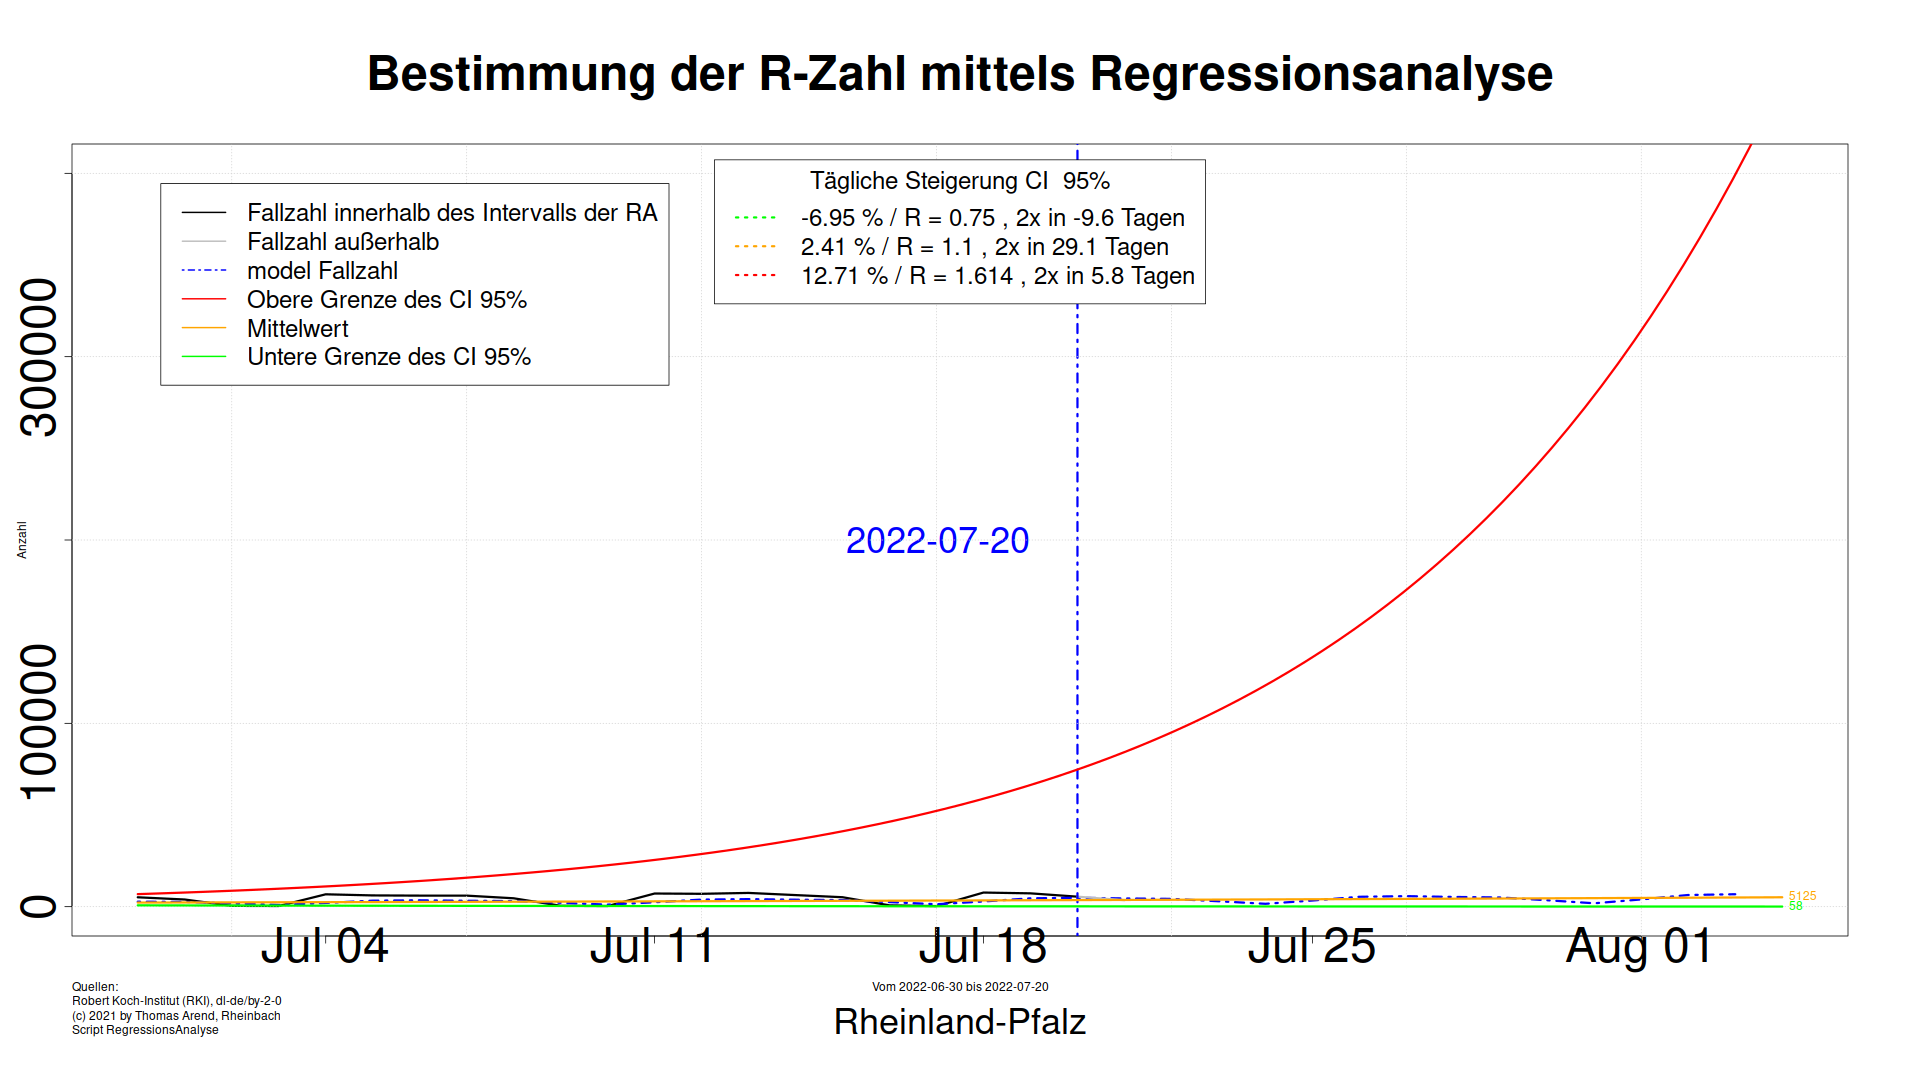 Bestimmung der R-Zahl mittels Regressionsanalyse
Fallzahl innerhalb des Intervalls der RA
Fallzahl außerhalb
model Fallzahl
Obere Grenze des CI 95%
Mittelwert
Untere Grenze des CI 95%
Tägliche Steigerung CI 95%
-6.95 % / R = 0.75 , 2x in -9.6 Tagen
2.41 % / R = 1.1 , 2x in 29.1 Tagen
12.71 % / R = 1.614 , 2x in 5.8 Tagen
300000
100000
0
Anzahl
2022-07-20
5125
58
Jul 04
Jul 11
Jul 18
Jul 25
Aug 01
Vom 2022-06-30 bis 2022-07-20
Rheinland-Pfalz
Quellen:
Robert Koch-Institut (RKI), dl-de/by-2-0
(c) 2021 by Thomas Arend, Rheinbach
Script RegressionsAnalyse